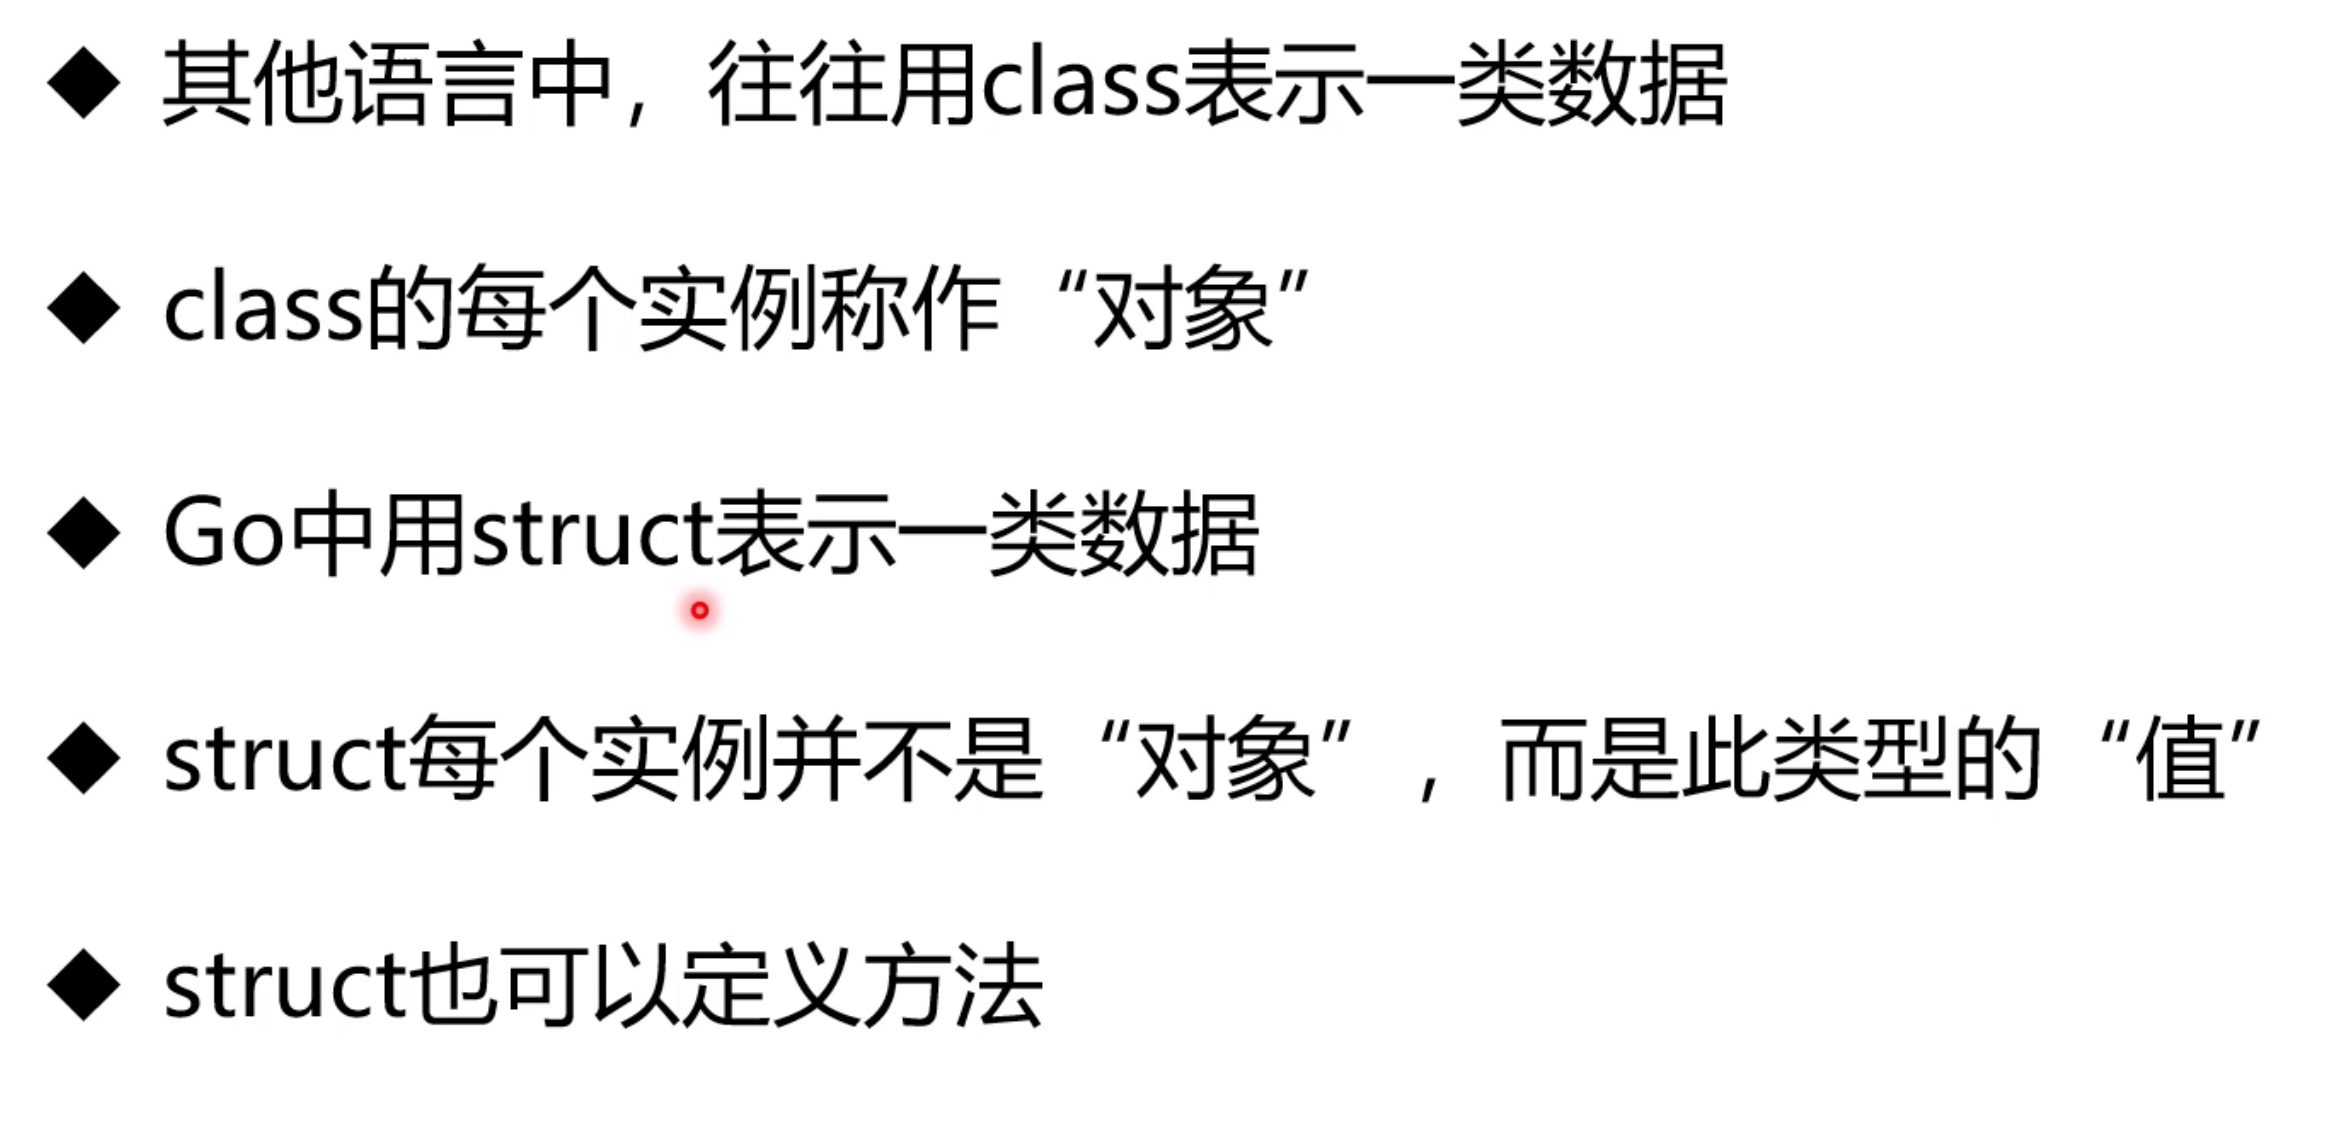 ◆ 其他语言中，往往用class表示一类数据
◆ class的每个实例称作“对象”
◆ Go中用struct表示一类数据
◆ struct每个实例并不是“对象”，而是此类型的“值”
◆ struct也可以定义方法